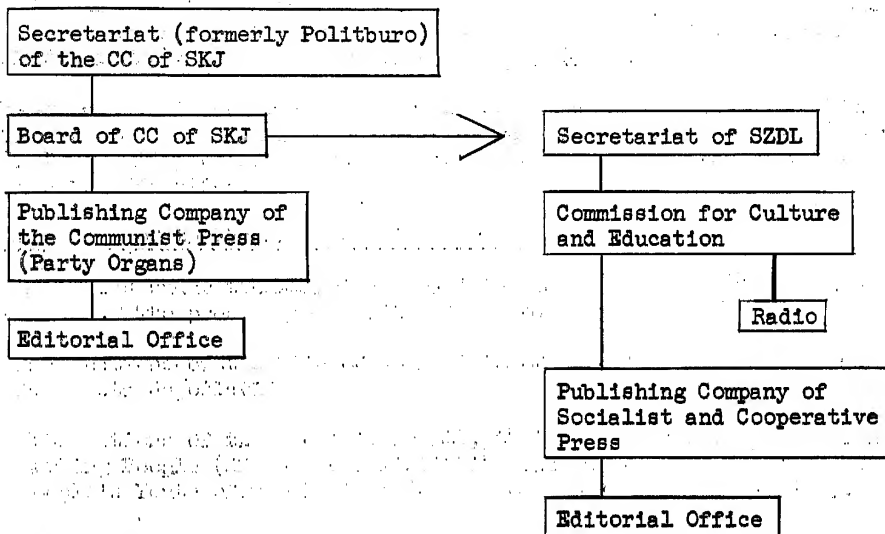 Secretariat (formerly Politburo)
of the CC of SKJ
Board of CC of SKJ
Publishing Company of
the Communist Press
(Party Organs)
Editorial Office
Secretariat of SZDL
Commission for Culture
and Education
Radio
Publishing Company of
Socialist and Cooperative
Press
Editorial Office